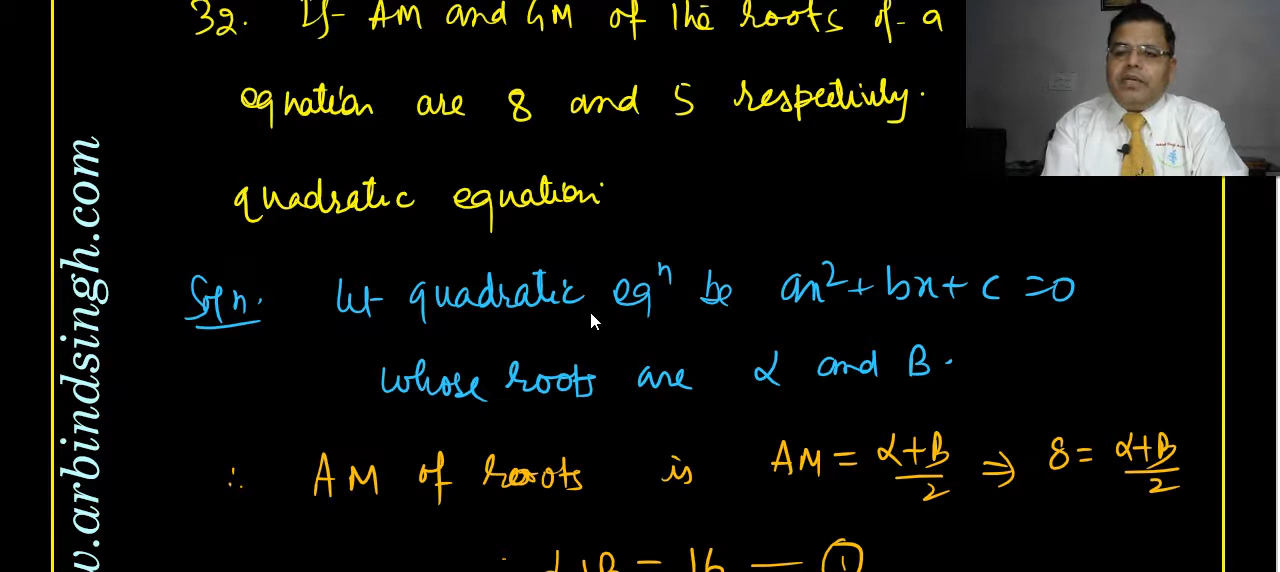 32. If AM and GM of the roots of a
equation are 8 and 5 respectively.
quadratic equation
Soln. Let quadratic eqⁿ be ax²+bx+c=0
whose roots are α and β.
∴ AM of roots is AM = α+β/2 ⇒ 8 = α+β/2
α+β = 16 — ①
w.arbindsingh.com